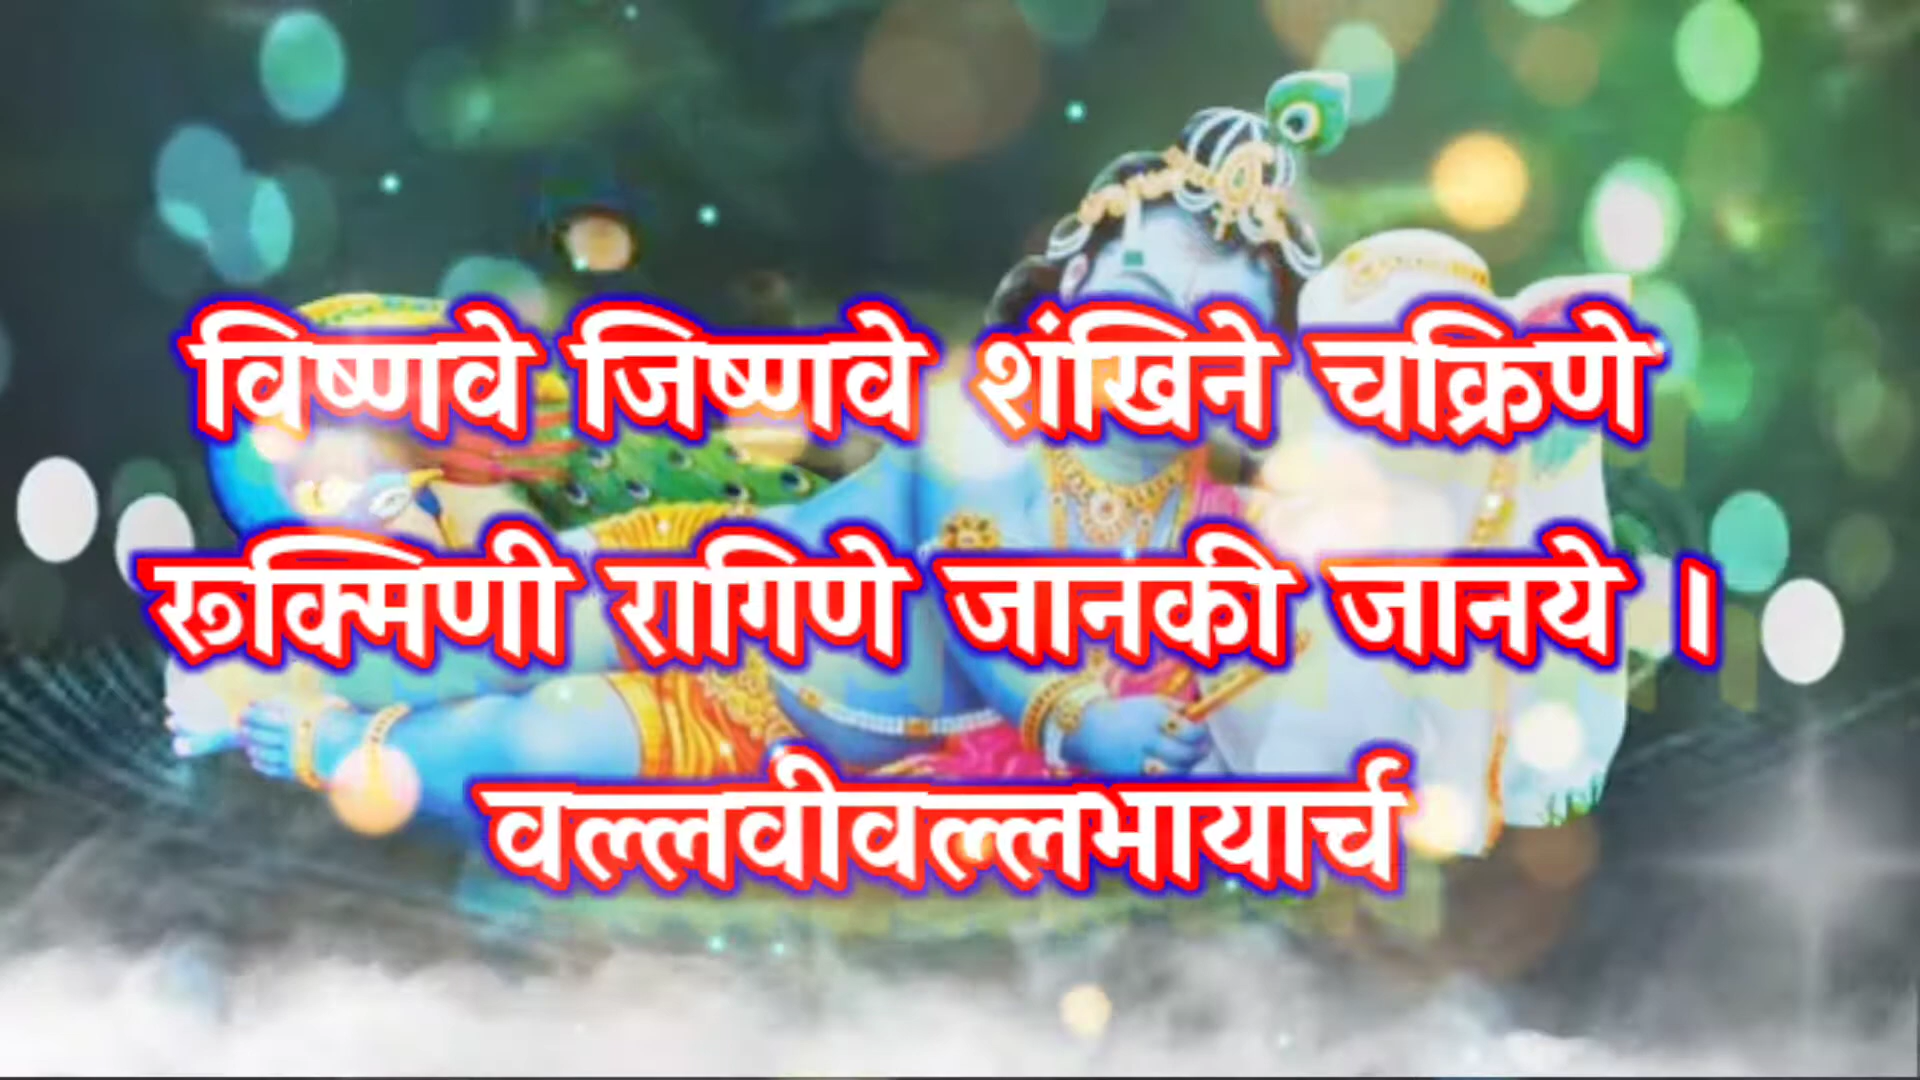 विष्णवे जिष्णवे शंखिने चक्रिणे
रूक्मिणी रागिणे जानकी जानये ।
वल्लवीवल्लभायार्च